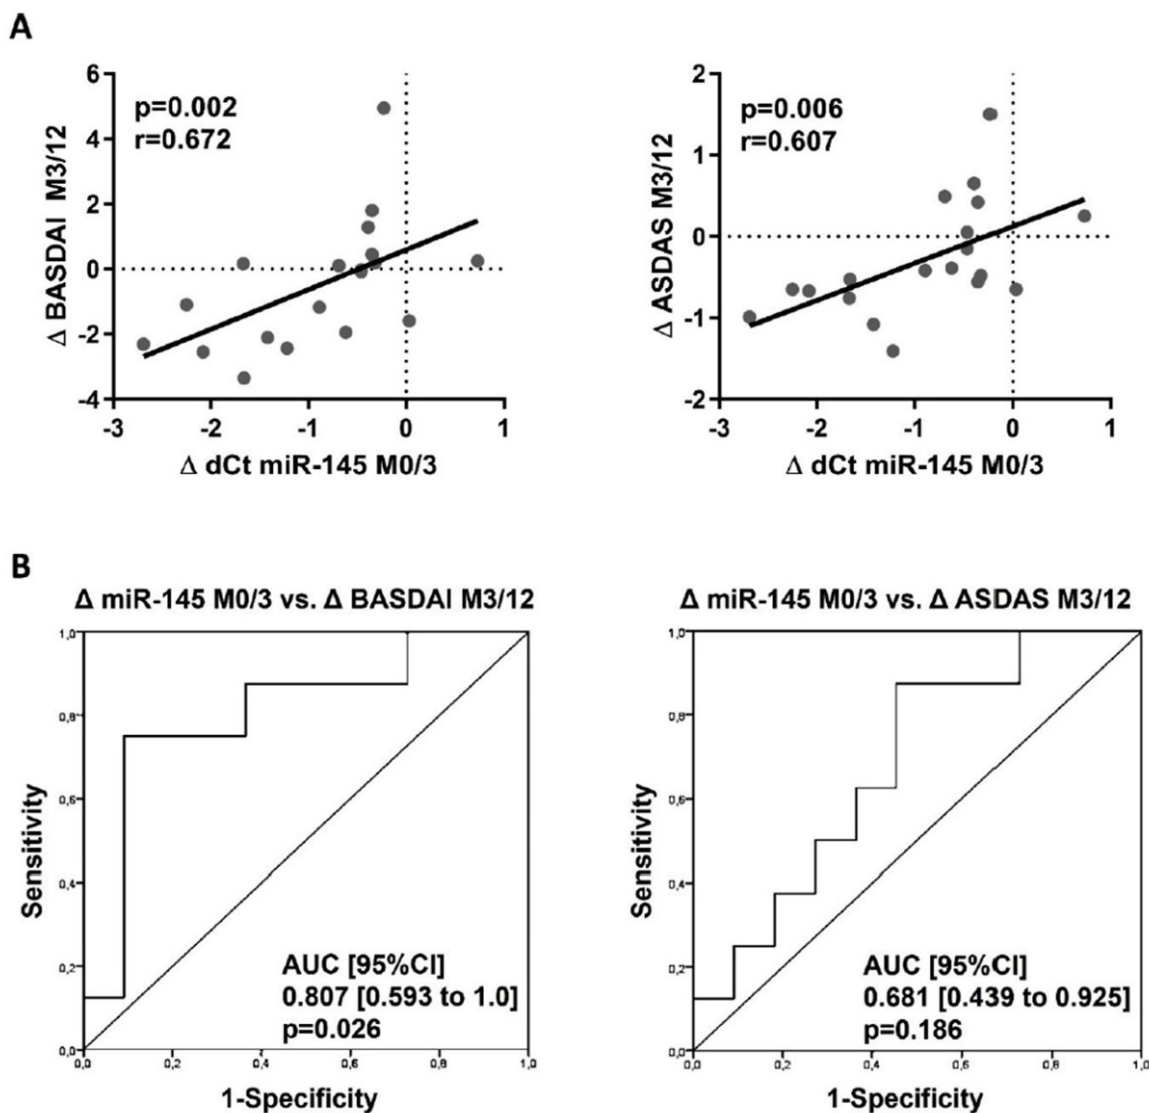 A
p=0.002
r=0.672
Δ BASDAI M3/12
6
4
2
0
-2
-4
-3
-2
-1
0
1
Δ dCt miR-145 M0/3
p=0.006
r=0.607
Δ ASDAS M3/12
2
1
0
-1
-2
-3
-2
-1
0
1
Δ dCt miR-145 M0/3
B
Δ miR-145 M0/3 vs. Δ BASDAI M3/12
Sensitivity
1,0
0,8
0,6
0,4
0,2
0,0
AUC [95%CI]
0.807 [0.593 to 1.0]
p=0.026
0,0
0,2
0,4
0,6
0,8
1,0
1-Specificity
Δ miR-145 M0/3 vs. Δ ASDAS M3/12
Sensitivity
1,0
0,8
0,6
0,4
0,2
0,0
AUC [95%CI]
0.681 [0.439 to 0.925]
p=0.186
0,0
0,2
0,4
0,6
0,8
1,0
1-Specificity